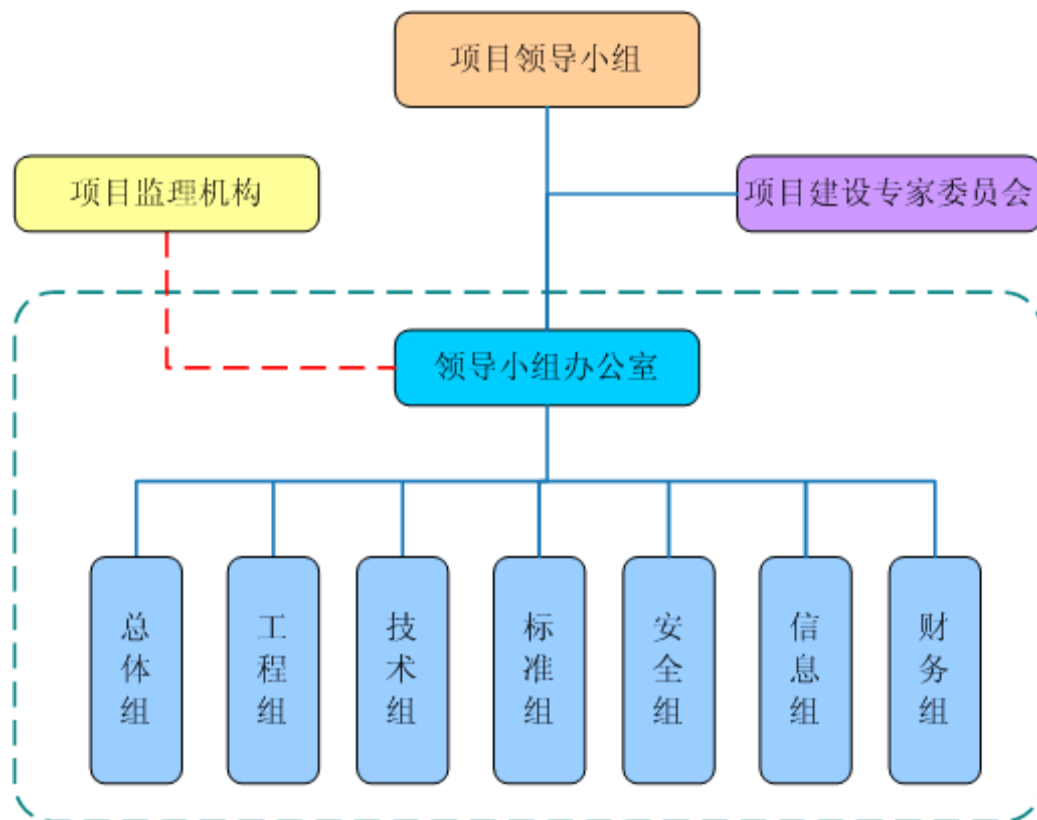 项目领导小组
项目监理机构
项目建设专家委员会
领导小组办公室
总体组
工程组
技术组
标准组
安全组
信息组
财务组